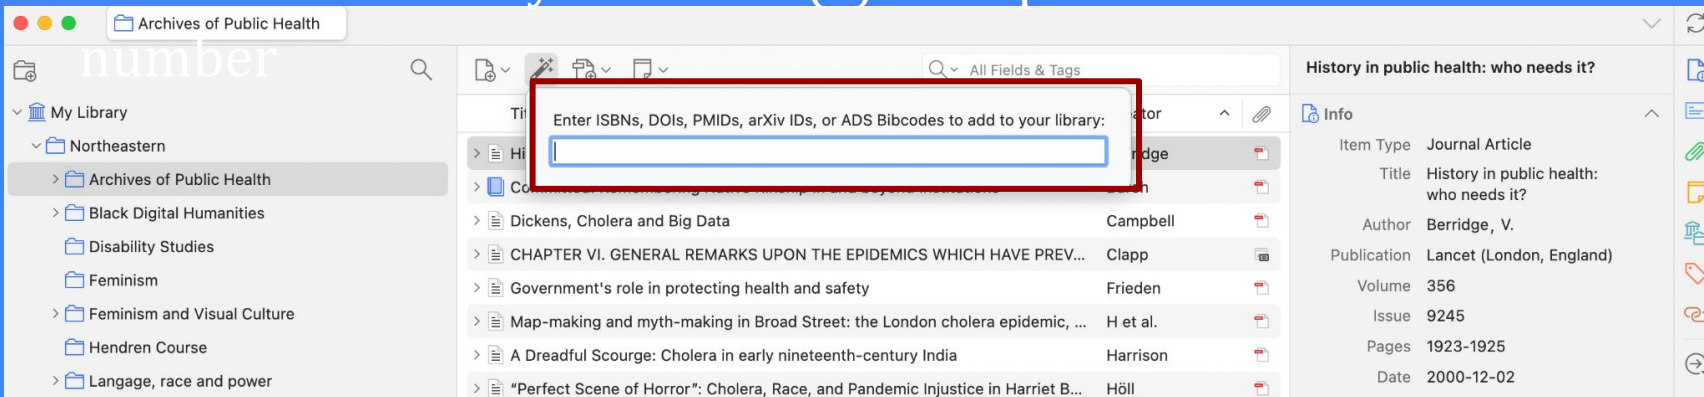 number
Archives of Public Health
My Library
Northeastern
Archives of Public Health
Black Digital Humanities
Disability Studies
Feminism
Feminism and Visual Culture
Hendren Course
Langage, race and power
All Fields & Tags
Enter ISBNs, DOIs, PMIDs, arXiv IDs, or ADS Bibcodes to add to your library:
Dickens, Cholera and Big Data Campbell
CHAPTER VI. GENERAL REMARKS UPON THE EPIDEMICS WHICH HAVE PREV... Clapp
Government's role in protecting health and safety Frieden
Map-making and myth-making in Broad Street: the London cholera epidemic, ... H et al.
A Dreadful Scourge: Cholera in early nineteenth-century India Harrison
“Perfect Scene of Horror”: Cholera, Race, and Pandemic Injustice in Harriet B... Höll
History in public health: who needs it?
Info
Item Type Journal Article
Title History in public health:
who needs it?
Author Berridge, V.
Publication Lancet (London, England)
Volume 356
Issue 9245
Pages 1923-1925
Date 2000-12-02